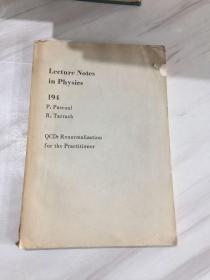 Lecture Notes
in Physics
194
P. Pascual
R. Tarrach
QCD: Renormalization
for the Practitioner